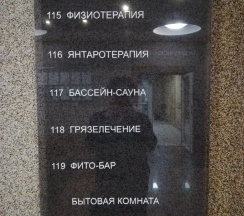 115 ФИЗИОТЕРАПИЯ
116 ЯНТАРОТЕРАПИЯ
117 БАССЕЙН-САУНА
118 ГРЯЗЕЛЕЧЕНИЕ
119 ФИТО-БАР
БЫТОВАЯ КОМНАТА